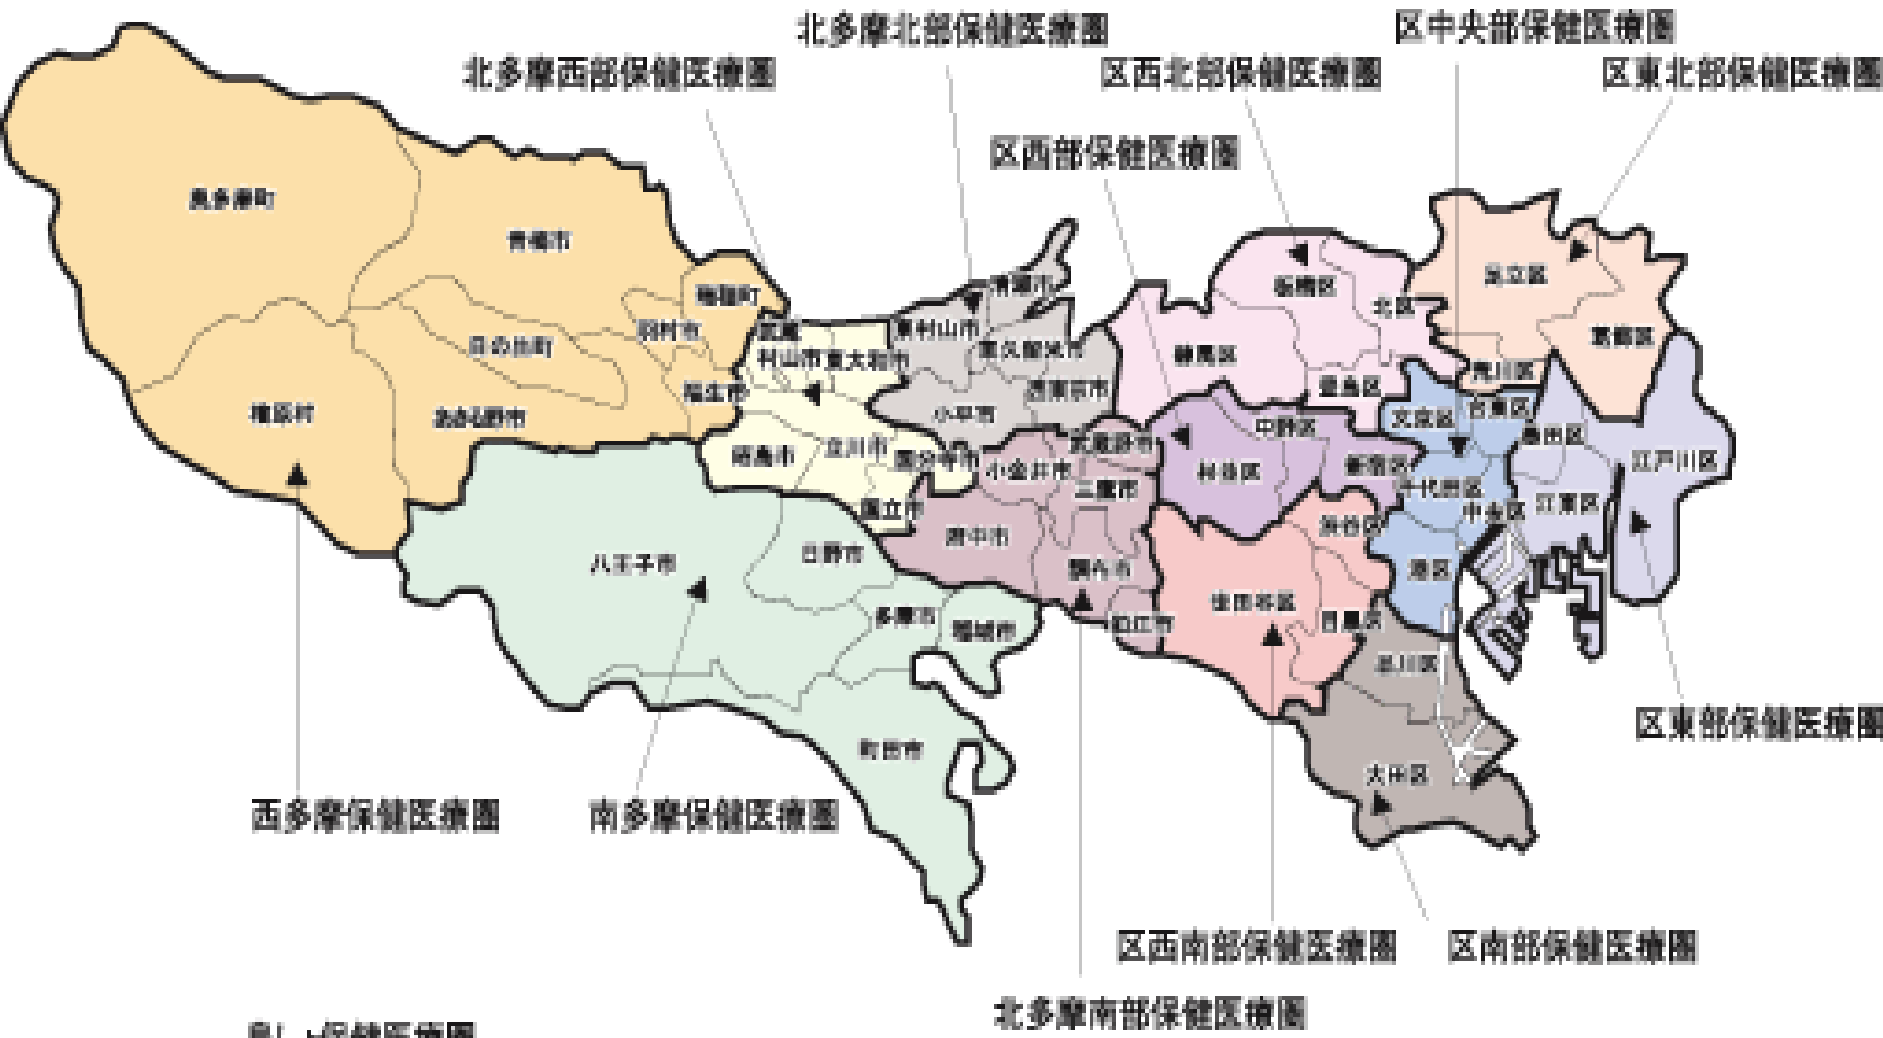 北多摩北部保健医療圏
区中央部保健医療圏
北多摩西部保健医療圏
区西北部保健医療圏
区東北部保健医療圏
区西部保健医療圏
奥多摩町
青梅市
瑞穂町
羽村市
日の出町
福生市
檜原村
あきる野市
武蔵
村山市
東大和市
昭島市
立川市
国分寺市
国立市
東村山市
清瀬市
東久留米市
西東京市
小平市
武蔵野市
小金井市
三鷹市
府中市
調布市
狛江市
八王子市
日野市
多摩市
稲城市
町田市
板橋区
北区
練馬区
豊島区
足立区
葛飾区
荒川区
中野区
杉並区
新宿区
文京区
台東区
千代田区
中央区
港区
墨田区
江東区
江戸川区
渋谷区
世田谷区
目黒区
品川区
大田区
区東部保健医療圏
西多摩保健医療圏
南多摩保健医療圏
区西南部保健医療圏
区南部保健医療圏
北多摩南部保健医療圏
保健医療圏